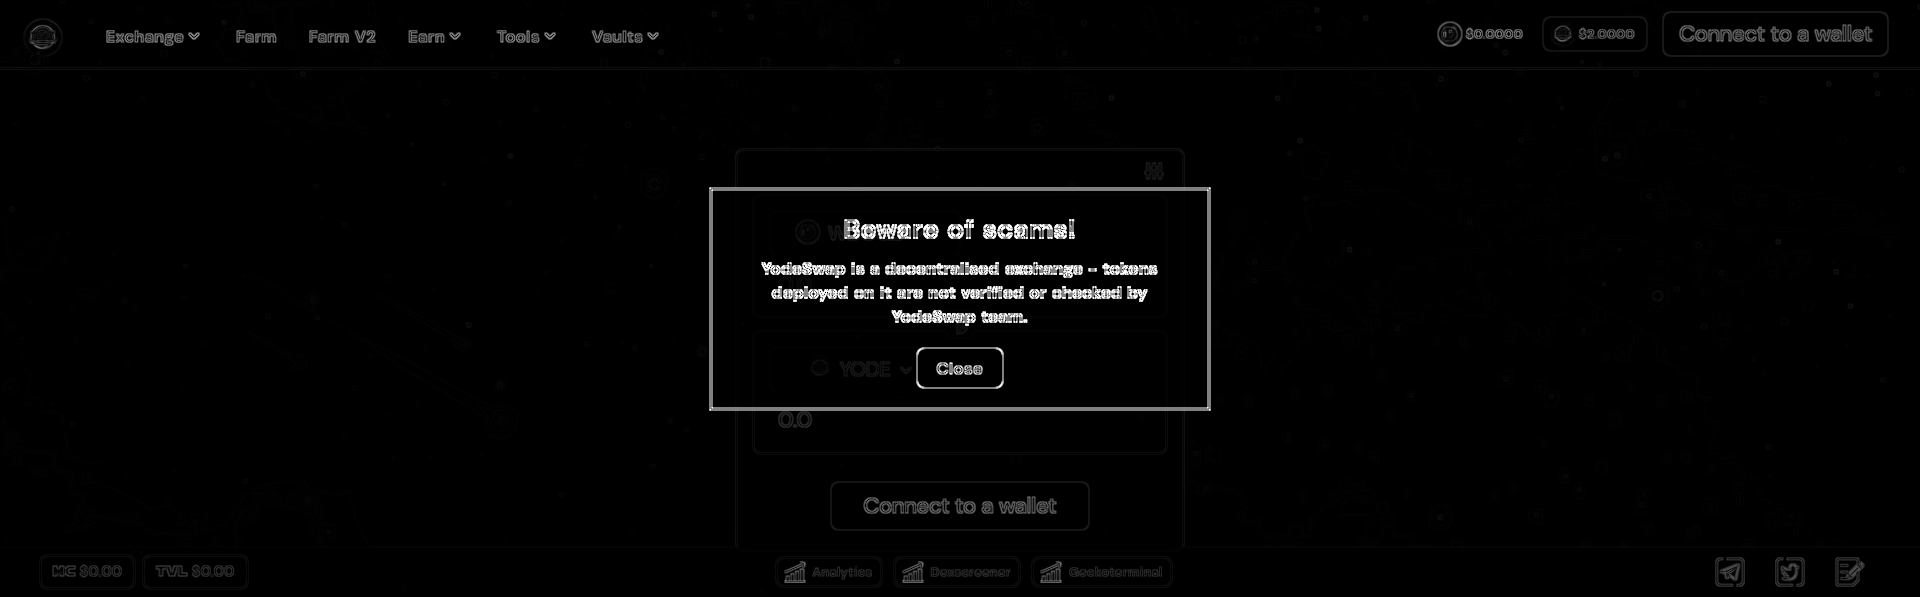 Exchange
Farm
Farm V2
Earn
Tools
Vaults
$0.0000
$2.0000
Connect to a wallet
Beware of scams!
YodeSwap is a decentralised exchange - tokens
deployed on it are not verified or checked by
YodeSwap team.
YODE
Close
0.0
Connect to a wallet
MC $0.00
TVL $0.00
Analytics
Dexscreener
Geckoterminal